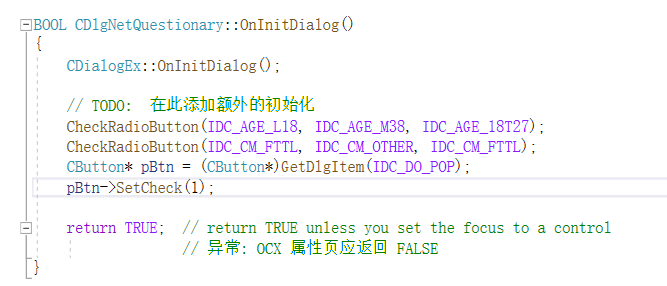 BOOL CDlgNetQuestionary::OnInitDialog()
{
CDialogEx::OnInitDialog();
// TODO: 在此添加额外的初始化
CheckRadioButton(IDC_AGE_L18, IDC_AGE_M38, IDC_AGE_18T27);
CheckRadioButton(IDC_CM_FTTL, IDC_CM_OTHER, IDC_CM_FTTL);
CButton* pBtn = (CButton*)GetDlgItem(IDC_DO_POP);
pBtn->SetCheck(1);
return TRUE; // return TRUE unless you set the focus to a control
// 异常: OCX 属性页应返回 FALSE
}